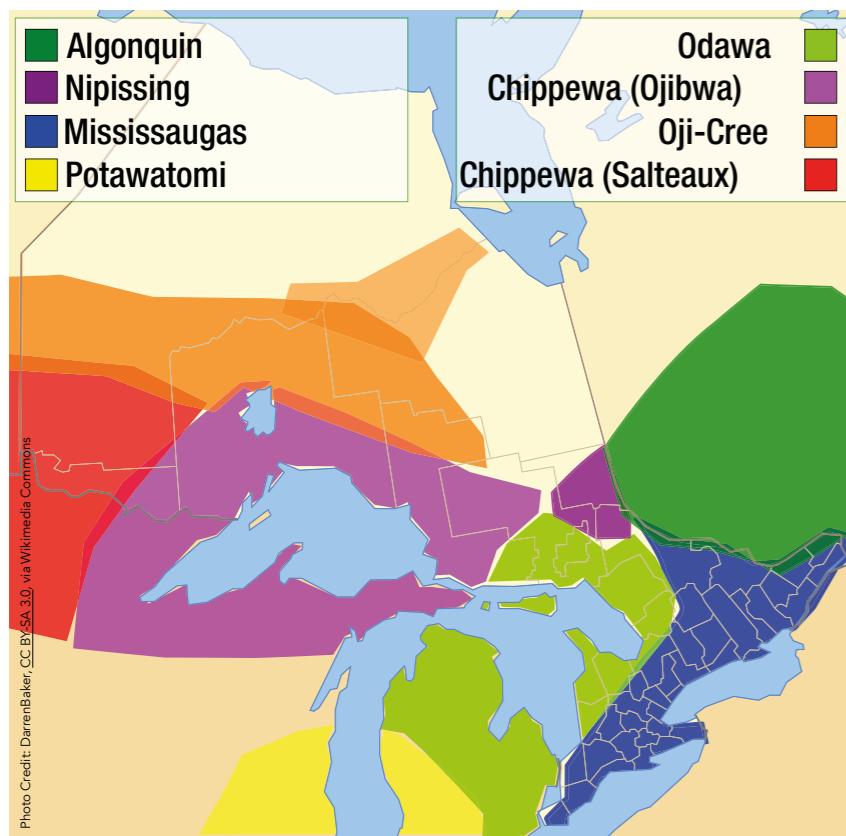 Algonquin
Nipissing
Mississaugas
Potawatomi
Odawa
Chippewa (Ojibwa)
Oji-Cree
Chippewa (Salteaux)
Photo Credit: DarrenBaker, CC BY-SA 3.0, via Wikimedia Commons